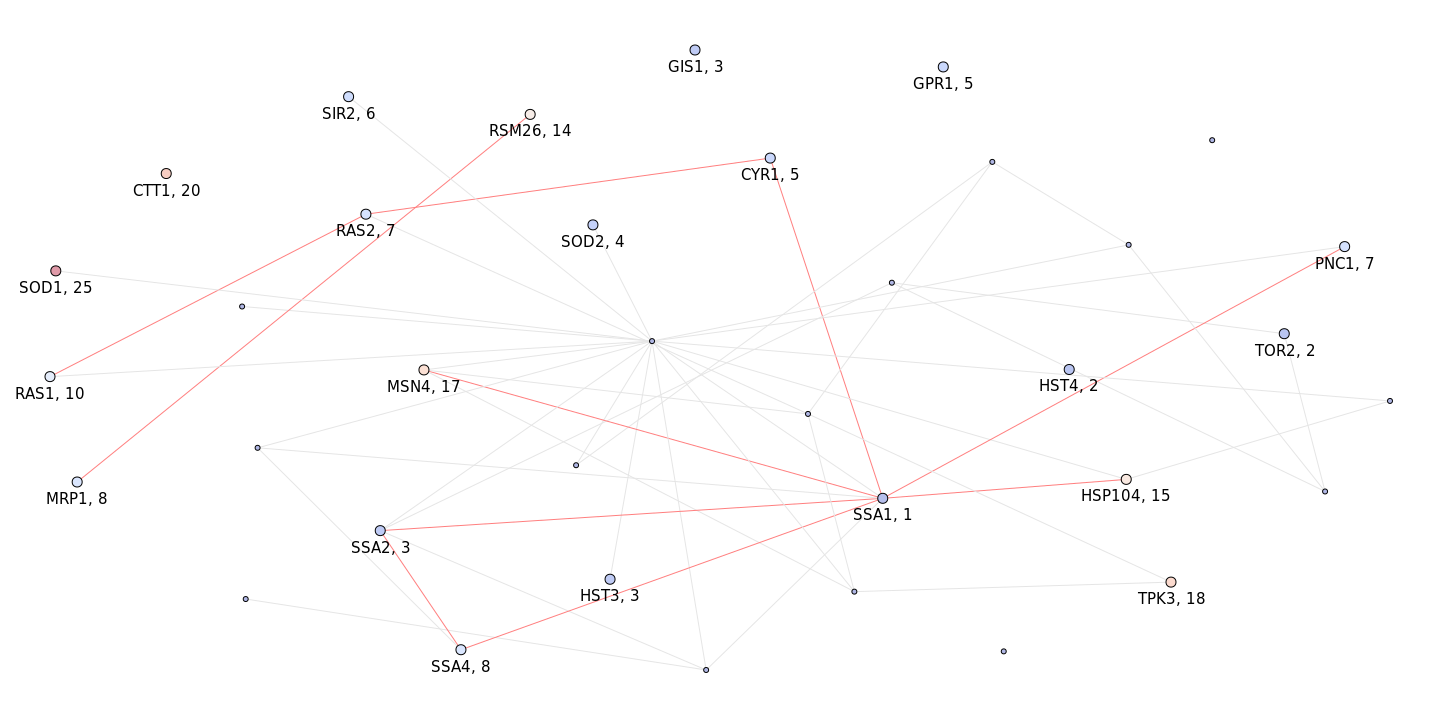 GIS1, 3
GPR1, 5
SIR2, 6
RSM26, 14
CYR1, 5
CTT1, 20
RAS2, 7
SOD2, 4
PNC1, 7
SOD1, 25
TOR2, 2
MSN4, 17
HST4, 2
RAS1, 10
MRP1, 8
HSP104, 15
SSA1, 1
SSA2, 3
HST3, 3
TPK3, 18
SSA4, 8